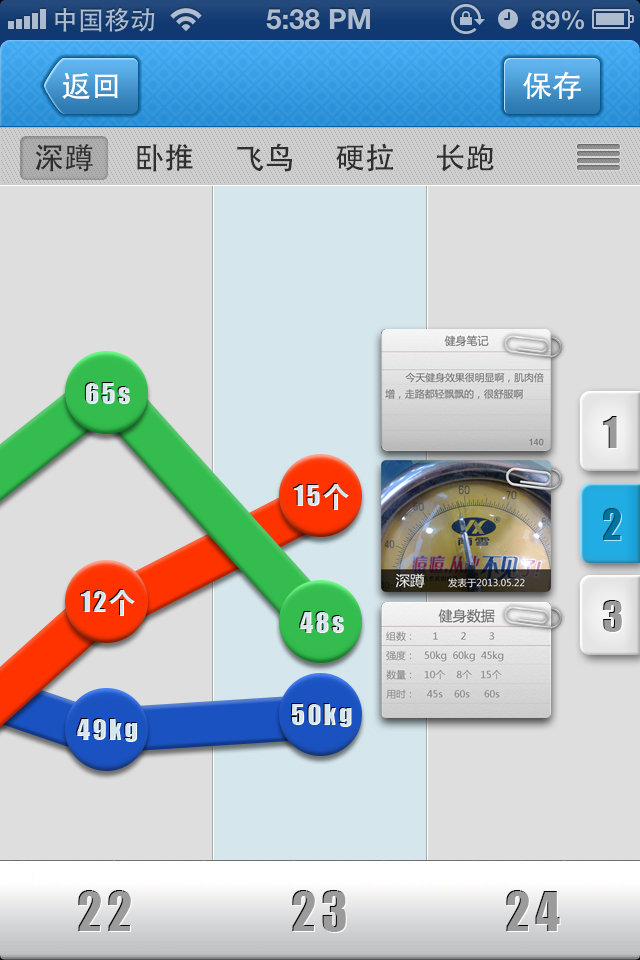 中国移动 5:38 PM 89%
返回 保存
深蹲 卧推 飞鸟 硬拉 长跑
健身笔记
今天健身效果很明显啊，肌肉倍
增，走路都轻飘飘的，很舒服啊
140
65s
15个
12个
48s
49kg
50kg
60
70
40
VX
深蹲 发表于2013.05.22
健身数据
组数： 1 2 3
强度： 50kg 60kg 45kg
数量： 10个 8个 15个
用时： 45s 60s 60s
1
2
3
22 23 24